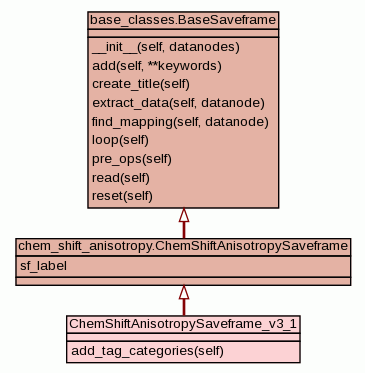 base_classes.BaseSaveframe
__init__(self, datanodes)
add(self, **keywords)
create_title(self)
extract_data(self, datanode)
find_mapping(self, datanode)
loop(self)
pre_ops(self)
read(self)
reset(self)
chem_shift_anisotropy.ChemShiftAnisotropySaveframe
sf_label
ChemShiftAnisotropySaveframe_v3_1
add_tag_categories(self)